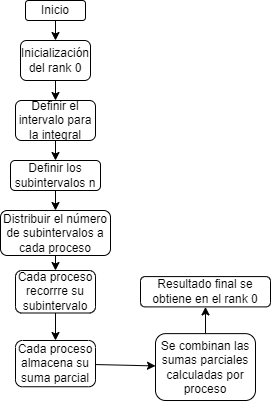 Inicio
Inicialización
del rank 0
Definir el
intervalo para
la integral
Definir los
subintervalos n
Distribuir el número
de subintervalos a
cada proceso
Cada proceso
recorrre su
subintervalo
Cada proceso
almacena su
suma parcial
Se combinan las
sumas parciales
calculadas por
proceso
Resultado final se
obtiene en el rank 0